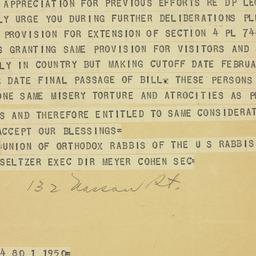 APPRECIATION FOR PREVIOUS EFFORTS RE DP LEG
LY URGE YOU DURING FURTHER DELIBERATIONS PL
PROVISION FOR EXTENSION OF SECTION 4 PL 74
S GRANTING SAME PROVISION FOR VISITORS AND
LY IN COUNTRY BUT MAKING CUTOFF DATE FEBRUA
DATE FINAL PASSAGE OF BILL. THESE PERSONS
ONE SAME MISERY TORTURE AND ATROCITIES AS P
S AND THEREFORE ENTITLED TO SAME CONSIDERAT
ACCEPT OUR BLESSINGS=
UNION OF ORTHODOX RABBIS OF THE U S RABBIS
SELTZER EXEC DIR MEYER COHEN SEC=
132 Nassau St.
4 80 1 1950=